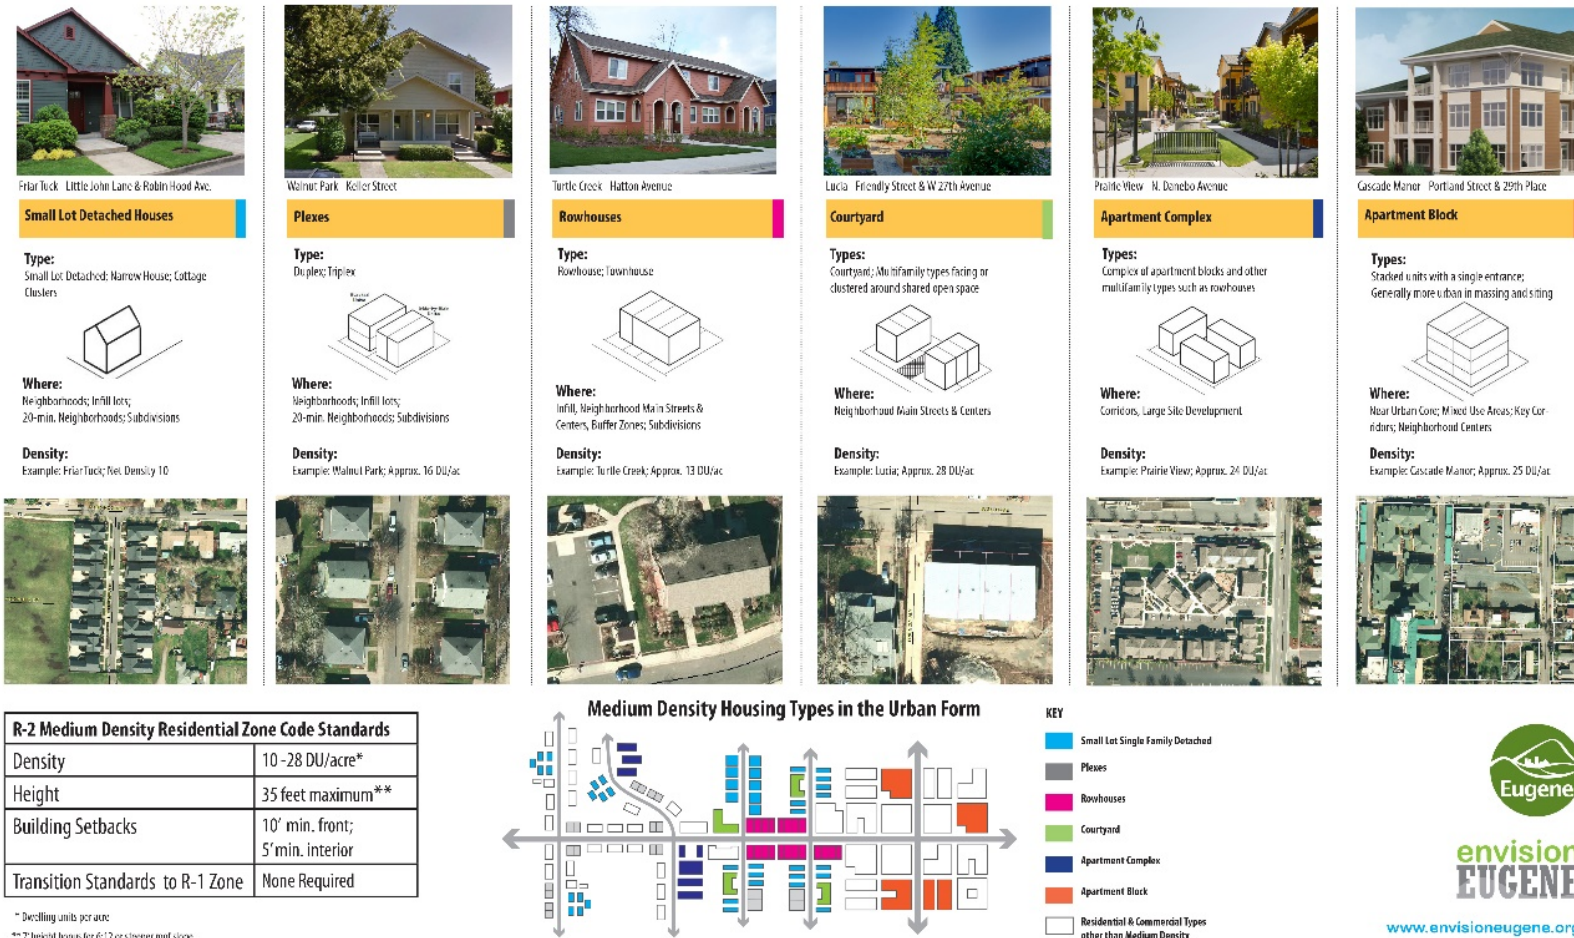 Friar Tuck Little John Lane & Robin Hood Ave.
Small Lot Detached Houses
Type:
Small Lot Detached; Narrow House; Cottage
Clusters
Where:
Neighborhoods; Infill lots;
20-min. Neighborhoods; Subdivisions
Density:
Example: Friar Tuck; Net Density 10
Walnut Park Keller Street
Plexes
Type:
Duplex; Triplex
Where:
Neighborhoods; Infill lots;
20-min. Neighborhoods; Subdivisions
Density:
Example: Walnut Park; Approx. 16 DU/ac
Turtle Creek Hatton Avenue
Rowhouses
Type:
Rowhouse; Townhouse
Where:
Infill, Neighborhood Main Streets &
Centers, Buffer Zones; Subdivisions
Density:
Example: Turtle Creek; Approx. 13 DU/ac
Lucia Friendly Street & W 27th Avenue
Courtyard
Types:
Courtyard; Multifamily types facing or
clustered around shared open space
Where:
Neighborhood Main Streets & Centers
Density:
Example: Lucia; Approx. 28 DU/ac
Prairie View N. Danebo Avenue
Apartment Complex
Types:
Complex of apartment blocks and other
multifamily types such as rowhouses
Where:
Corridors, Large Site Development
Density:
Example: Prairie View; Approx. 24 DU/ac
Cascade Manor Portland Street & 29th Place
Apartment Block
Types:
Stacked units with a single entrance;
Generally more urban in massing and siting
Where:
Near Urban Core; Mixed Use Areas; Key Cor-
ridors; Neighborhood Centers
Density:
Example: Cascade Manor; Approx. 25 DU/ac
R-2 Medium Density Residential Zone Code Standards
Density 10 -28 DU/acre*
Height 35 feet maximum**
Building Setbacks 10' min. front;
5' min. interior
Transition Standards to R-1 Zone None Required
* Dwelling units per acre
** 7' height bonus for 6:12 or steeper roof slope
Medium Density Housing Types in the Urban Form
KEY
Small Lot Single Family Detached
Plexes
Rowhouses
Courtyard
Apartment Complex
Apartment Block
Residential & Commercial Types
other than Medium Density
Eugene
envision
EUGENE
www.envisioneugene.org